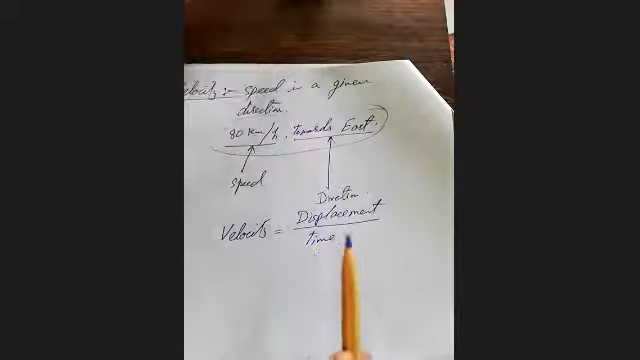 Velocity :- speed in a given
direction.
80 km/h, towards East.
speed
Direction.
Velocity = Displacement
time